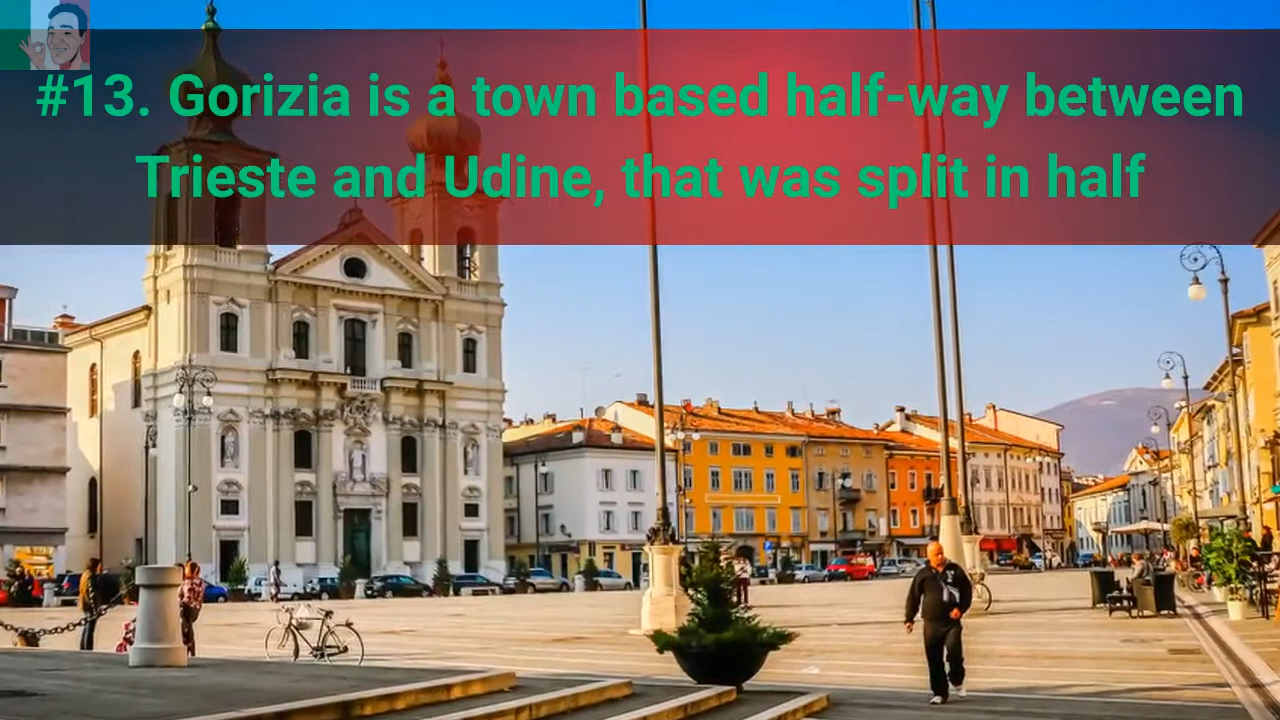 #13. Gorizia is a town based half-way between
Trieste and Udine, that was split in half